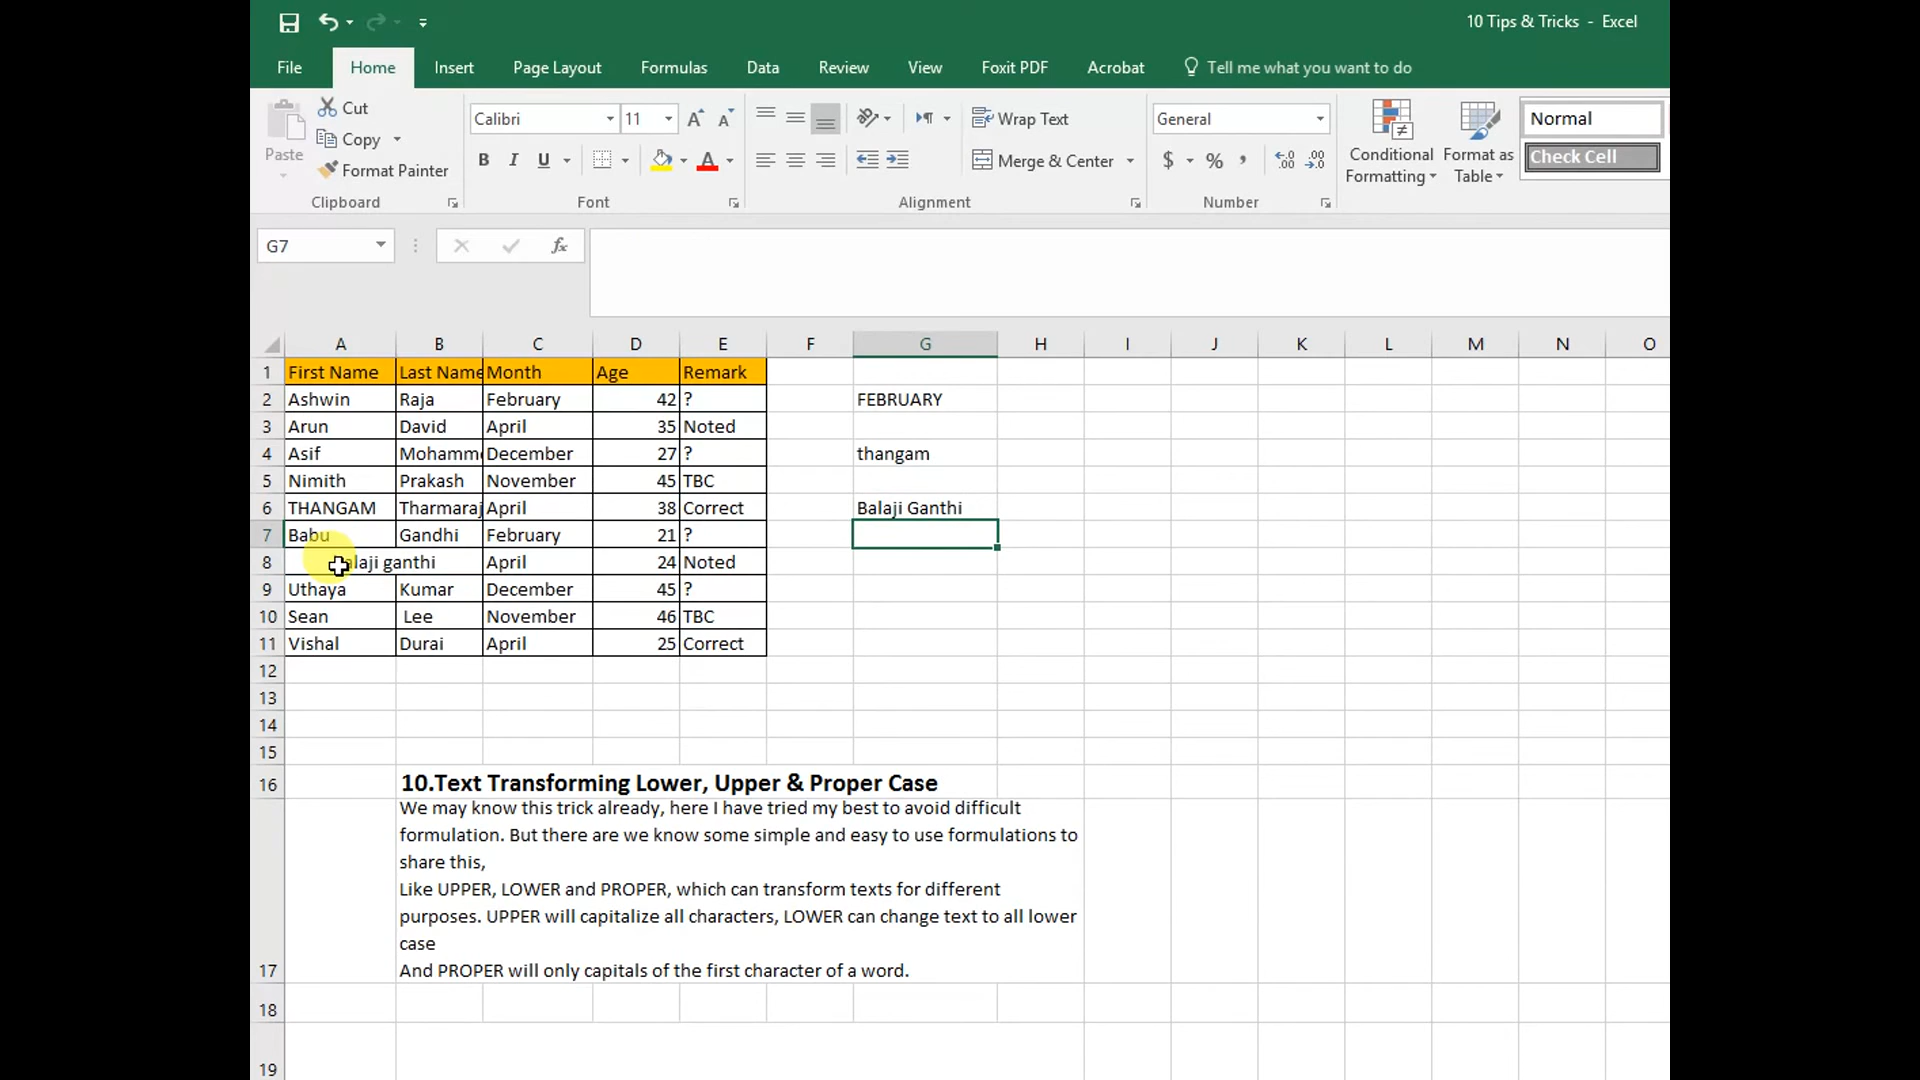 10 Tips & Tricks - Excel
File Home Insert Page Layout Formulas Data Review View Foxit PDF Acrobat Tell me what you want to do
Cut
Copy
Format Painter
Paste
Clipboard
Calibri 11
B I U
Font
Wrap Text
Merge & Center
Alignment
General
$ % ,
Number
Conditional Formatting
Format as Table
Normal
Check Cell
G7 fx
A B C D E F G H I J K L M N O
1 First Name Last Name Month Age Remark
2 Ashwin Raja February 42 ? FEBRUARY
3 Arun David April 35 Noted
4 Asif Mohamm December 27 ? thangam
5 Nimith Prakash November 45 TBC
6 THANGAM Tharmaraj April 38 Correct Balaji Ganthi
7 Babu Gandhi February 21 ?
8 alaji ganthi April 24 Noted
9 Uthaya Kumar December 45 ?
10 Sean Lee November 46 TBC
11 Vishal Durai April 25 Correct
12
13
14
15
16 10.Text Transforming Lower, Upper & Proper Case
We may know this trick already, here I have tried my best to avoid difficult
formulation. But there are we know some simple and easy to use formulations to
share this,
Like UPPER, LOWER and PROPER, which can transform texts for different
purposes. UPPER will capitalize all characters, LOWER can change text to all lower
case
17 And PROPER will only capitals of the first character of a word.
18
19